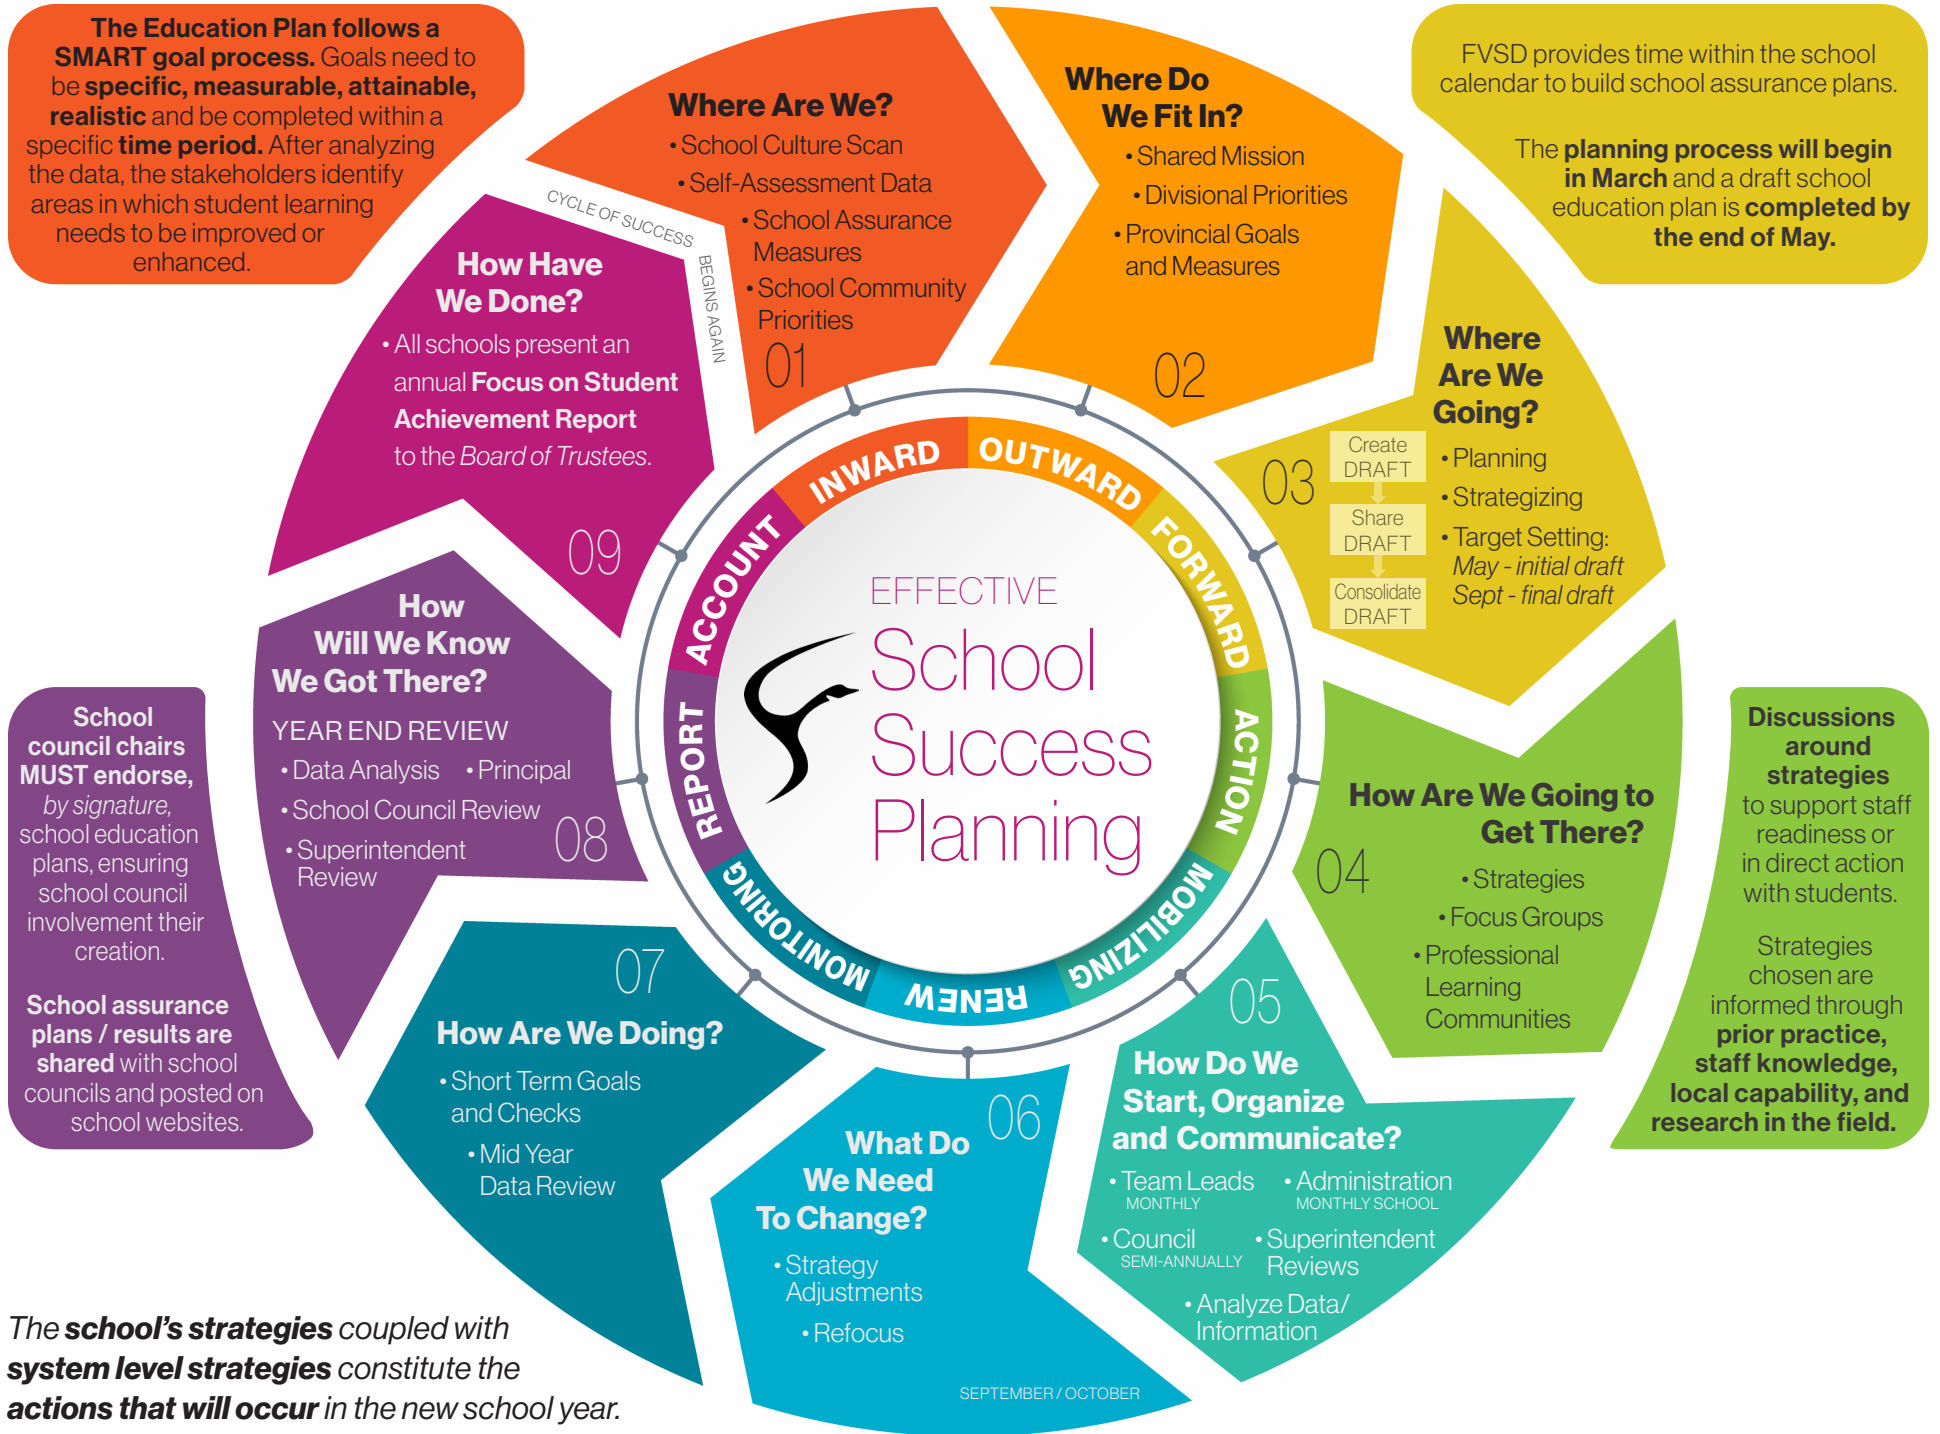 The Education Plan follows a
SMART goal process. Goals need to
be specific, measurable, attainable,
realistic and be completed within a
specific time period. After analyzing
the data, the stakeholders identify
areas in which student learning
needs to be improved or
enhanced.
Where Are We?
• School Culture Scan
• Self-Assessment Data
• School Assurance
Measures
• School Community
Priorities
01
Where Do
We Fit In?
• Shared Mission
• Divisional Priorities
• Provincial Goals
and Measures
02
FVSD provides time within the school
calendar to build school assurance plans.
The planning process will begin
in March and a draft school
education plan is completed by
the end of May.
Where
Are We
Going?
• Planning
• Strategizing
• Target Setting:
May - initial draft
Sept - final draft
Create
DRAFT
Share
DRAFT
Consolidate
DRAFT
03
How Are We Going to
Get There?
• Strategies
• Focus Groups
• Professional
Learning
Communities
04
Discussions
around
strategies
to support staff
readiness or
in direct action
with students.
Strategies
chosen are
informed through
prior practice,
staff knowledge,
local capability, and
research in the field.
05
How Do We
Start, Organize
and Communicate?
• Team Leads
MONTHLY
• Administration
MONTHLY SCHOOL
• Council
SEMI-ANNUALLY
• Superintendent
Reviews
• Analyze Data/
Information
06
What Do
We Need
To Change?
• Strategy
Adjustments
• Refocus
SEPTEMBER / OCTOBER
07
How Are We Doing?
• Short Term Goals
and Checks
• Mid Year
Data Review
How
Will We Know
We Got There?
YEAR END REVIEW
• Data Analysis • Principal
• School Council Review
• Superintendent
Review
08
School
council chairs
MUST endorse,
by signature,
school education
plans, ensuring
school council
involvement their
creation.
School assurance
plans / results are
shared with school
councils and posted on
school websites.
How Have
We Done?
• All schools present an
annual Focus on Student
Achievement Report
to the Board of Trustees.
09
CYCLE OF SUCCESS
BEGINS AGAIN
INWARD
OUTWARD
FORWARD
ACTION
MOBILIZING
RENEW
MONITORING
REPORT
ACCOUNT
EFFECTIVE
School
Success
Planning
The school's strategies coupled with
system level strategies constitute the
actions that will occur in the new school year.